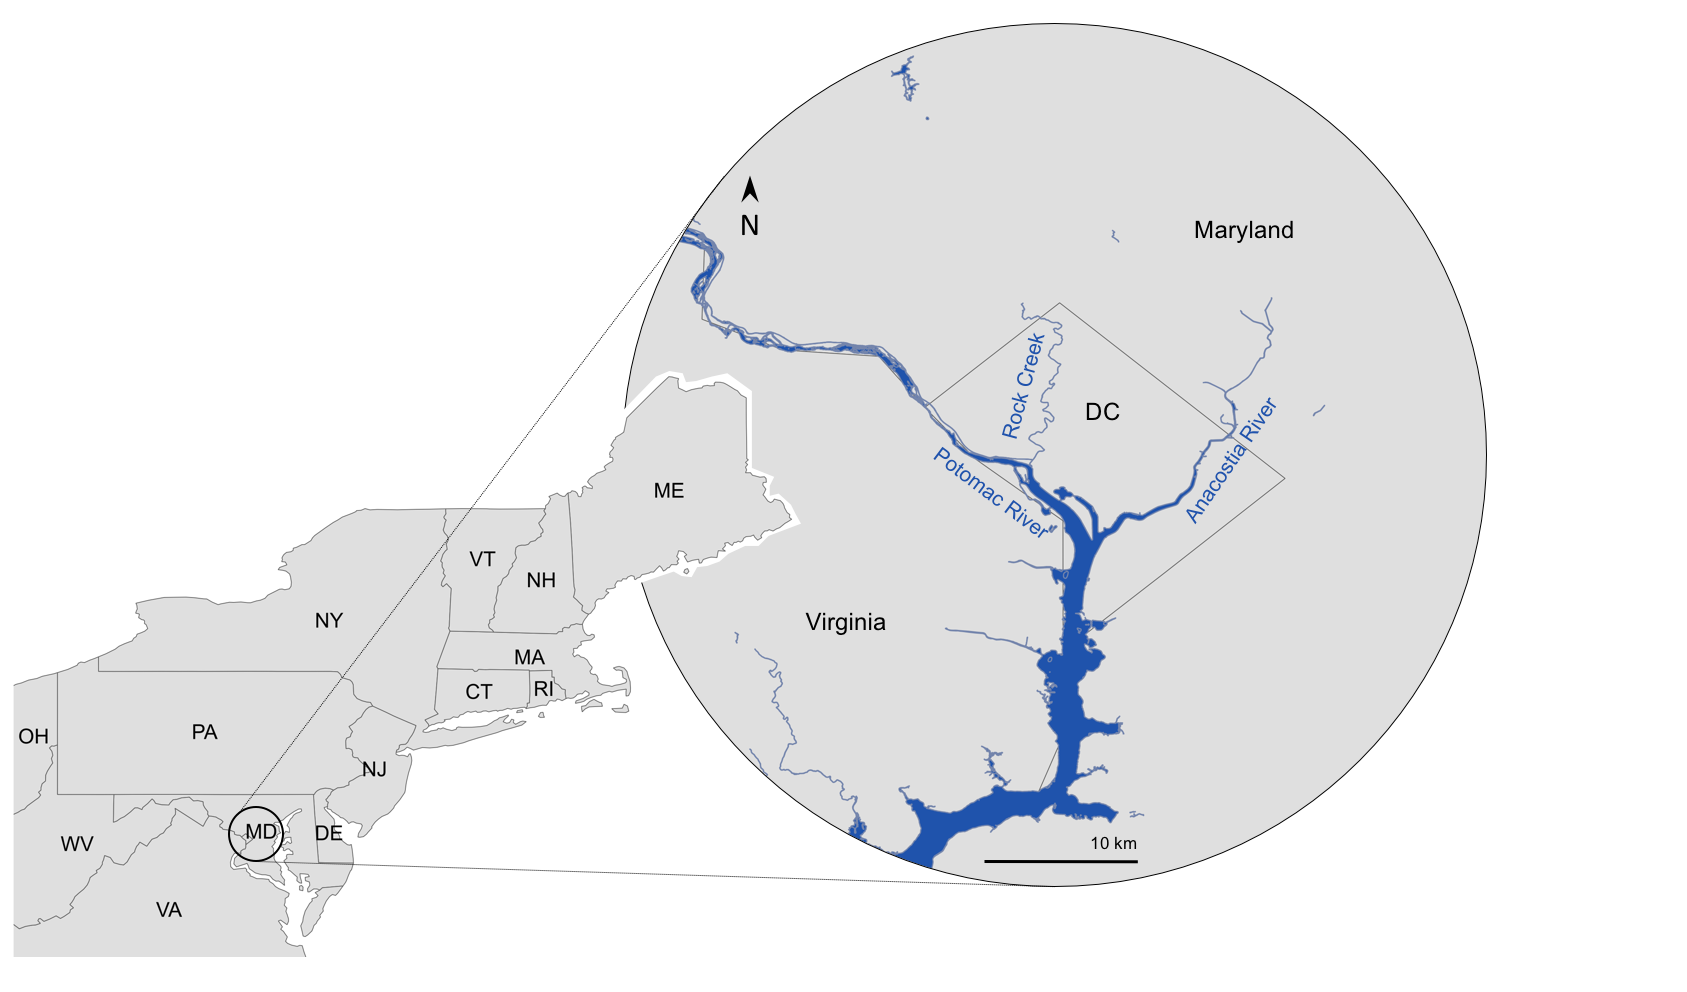 N
Maryland
Rock Creek
DC
Anacostia River
Potomac River
Virginia
10 km
ME
VT
NH
NY
MA
CT
RI
OH
PA
NJ
MD
DE
WV
VA